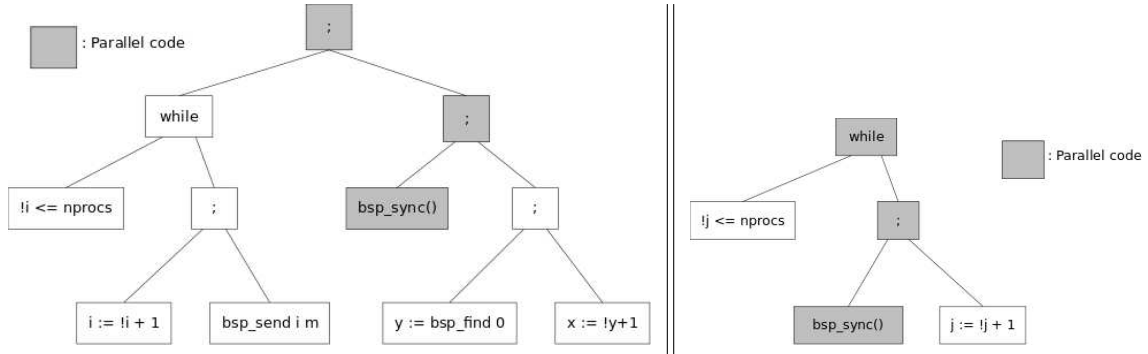 ;
: Parallel code
while
;
!i <= nprocs
;
bsp_sync()
;
i := !i + 1
bsp_send i m
y := bsp_find 0
x := !y+1
while
: Parallel code
!j <= nprocs
;
bsp_sync()
j := !j + 1